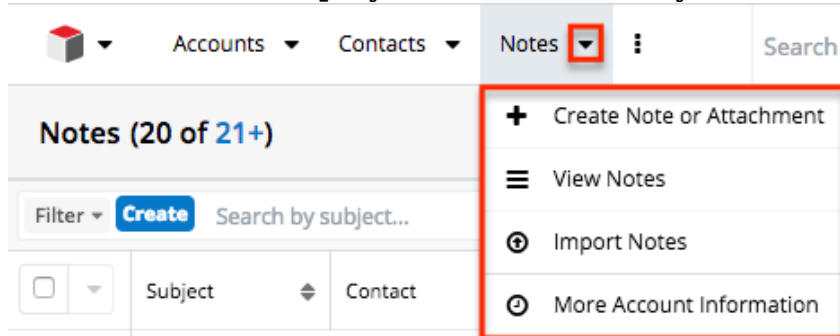 Accounts Contacts Notes Search
Notes (20 of 21+)
Create Note or Attachment
View Notes
Filter Create Search by subject...
Import Notes
Subject Contact
More Account Information